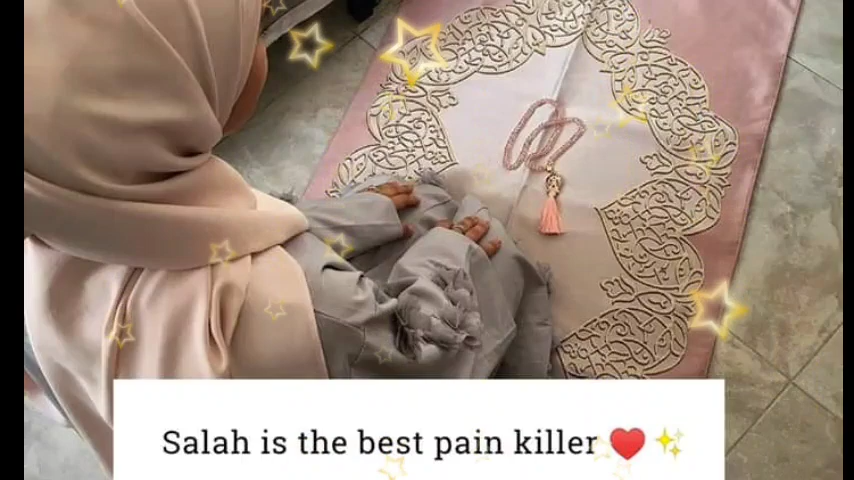 Salah is the best pain killer ❤️✨